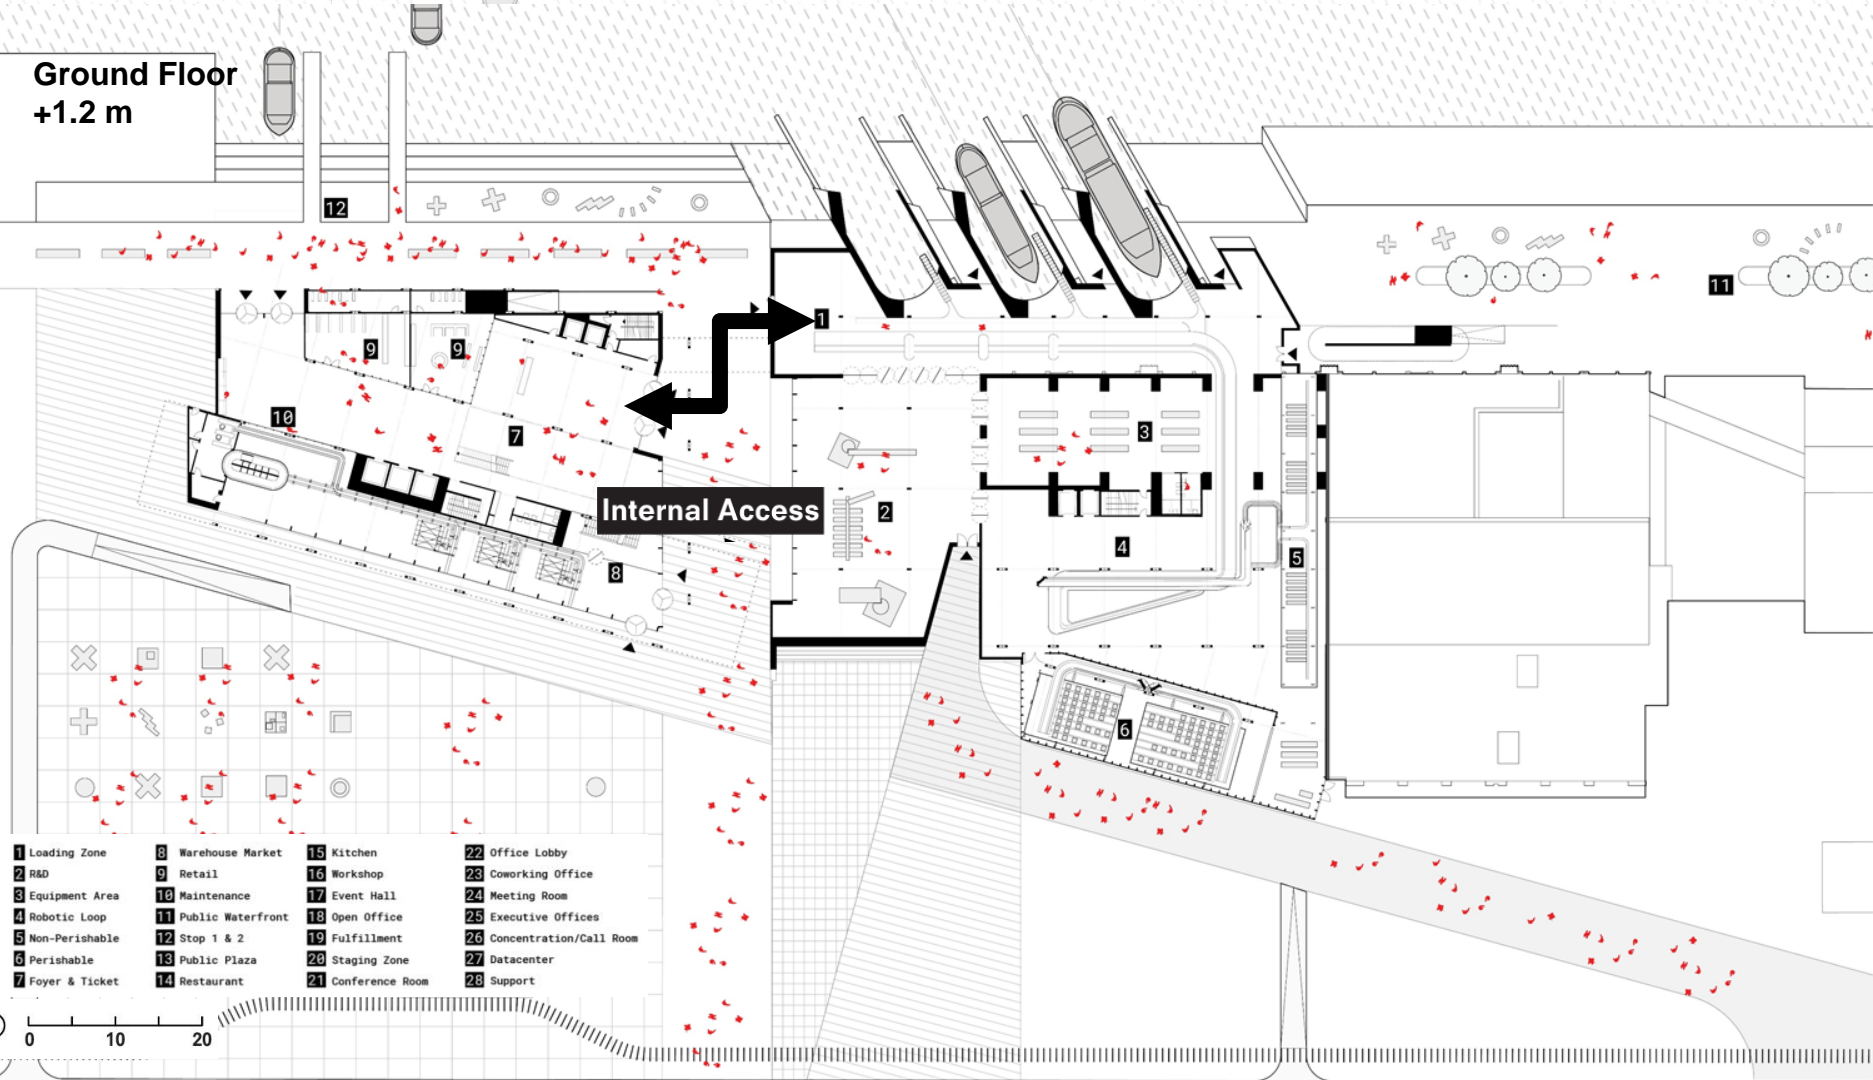 Ground Floor
+1.2 m
12
11
1
9
9
10
7
3
Internal Access
2
4
5
8
6
1 Loading Zone
2 R&D
3 Equipment Area
4 Robotic Loop
5 Non-Perishable
6 Perishable
7 Foyer & Ticket
8 Warehouse Market
9 Retail
10 Maintenance
11 Public Waterfront
12 Stop 1 & 2
13 Public Plaza
14 Restaurant
15 Kitchen
16 Workshop
17 Event Hall
18 Open Office
19 Fulfillment
20 Staging Zone
21 Conference Room
22 Office Lobby
23 Coworking Office
24 Meeting Room
25 Executive Offices
26 Concentration/Call Room
27 Datacenter
28 Support
0 10 20